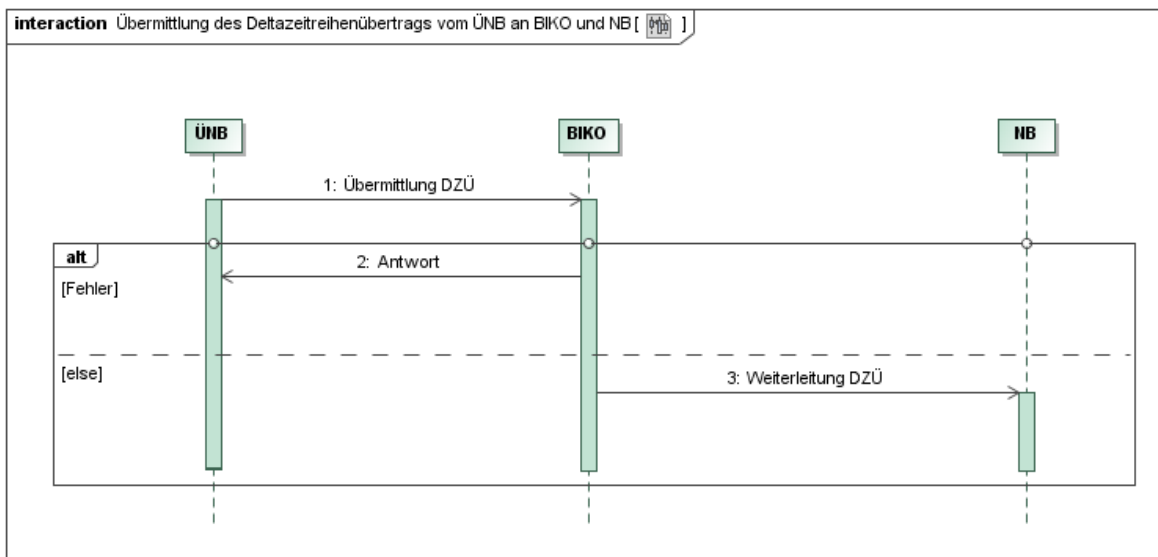 interaction Übermittlung des Deltazeitreihenübertrags vom ÜNB an BIKO und NB [ ]
ÜNB
BIKO
NB
1: Übermittlung DZÜ
alt
2: Antwort
[Fehler]
[else]
3: Weiterleitung DZÜ